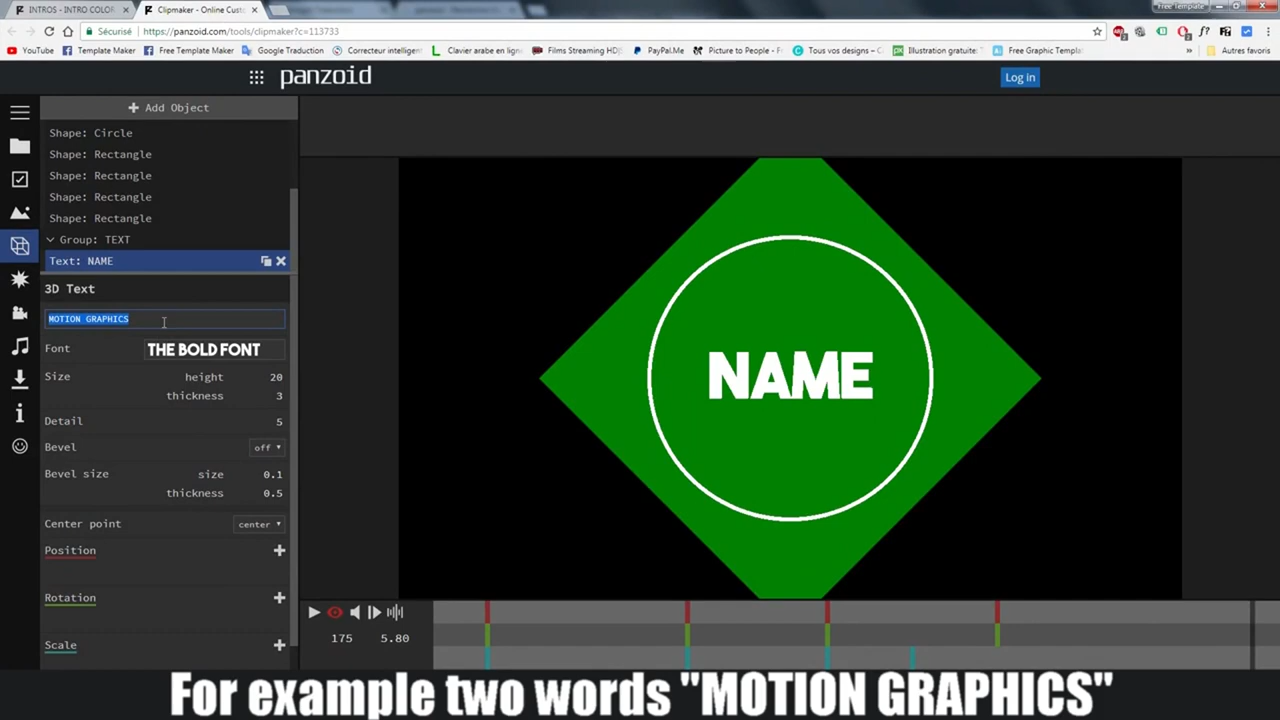 INTROS - INTRO COLOR
Clipmaker - Online Custo
Free Template
Sécurisé
https://panzoid.com/tools/clipmaker?c=113733
YouTube
Template Maker
Free Template Maker
Google Traduction
Correcteur intelligent
Clavier arabe en ligne
Films Streaming HD
PayPal.Me
Picture to People - F
Tous vos designs – C
Illustration gratuite:
Free Graphic Templat
Autres favoris
panzoid
Log in
+ Add Object
Shape: Circle
Shape: Rectangle
Shape: Rectangle
Shape: Rectangle
Shape: Rectangle
Group: TEXT
Text: NAME
3D Text
MOTION GRAPHICS
Font THE BOLD FONT
Size height 20
thickness 3
Detail 5
Bevel off
Bevel size size 0.1
thickness 0.5
Center point center
Position +
Rotation +
Scale +
NAME
175 5.80
For example two words "MOTION GRAPHICS"